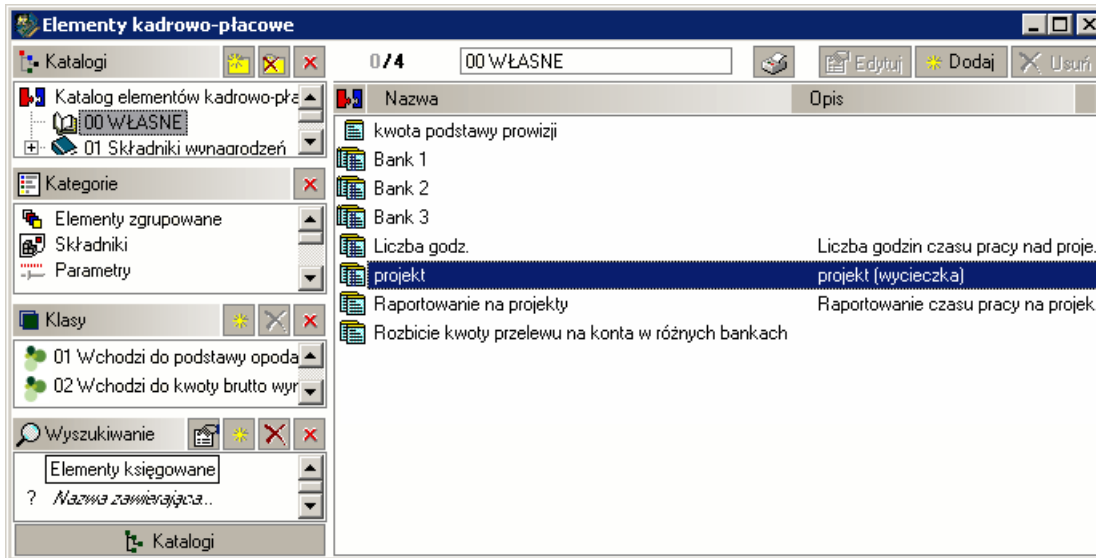 Elementy kadrowo-płacowe
Katalogi
0/4
00 WŁASNE
Edytuj
Dodaj
Usuń
Katalog elementów kadrowo-pła
00 WŁASNE
01 Składniki wynagrodzeń
Kategorie
Elementy zgrupowane
Składniki
Parametry
Klasy
01 Wchodzi do podstawy opoda
02 Wchodzi do kwoty brutto wyr
Wyszukiwanie
Elementy księgowane
? Nazwa zawierająca...
Katalogi
Nazwa Opis
kwota podstawy prowizji
Bank 1
Bank 2
Bank 3
Liczba godz. Liczba godzin czasu pracy nad proje.
projekt projekt (wycieczka)
Raportowanie na projekty Raportowanie czasu pracy na projek.
Rozbicie kwoty przelewu na konta w różnych bankach